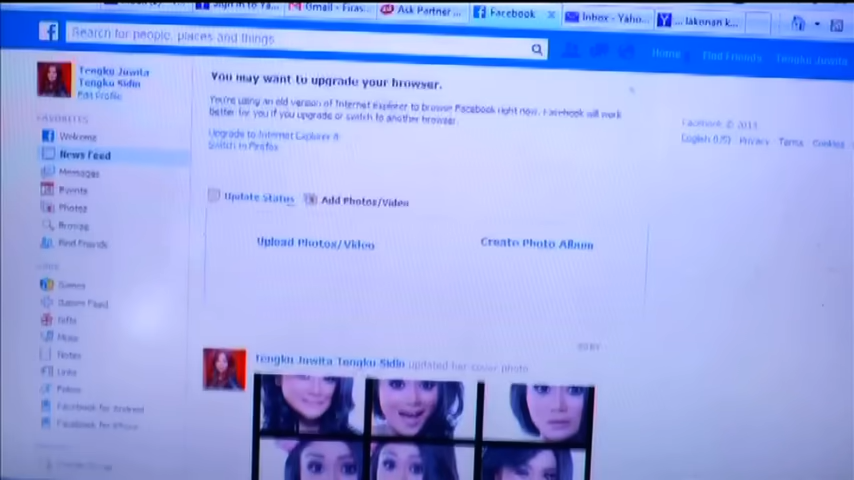 Sign in to Ya...
Gmail - Firas...
Ask Partner ...
Facebook
Inbox - Yaho...
... lakonan k...
Search for people, places and things
Home
Find Friends
Tengku Juwita
Tengku Juwita
Tengku Sidin
Edit Profile
FAVORITES
Welcome
News Feed
Messages
Events
Photos
Browse
Find Friends
You may want to upgrade your browser.
You're using an old version of Internet Explorer to browse Facebook right now. Facebook will work
better for you if you upgrade or switch to another browser.
Upgrade to Internet Explorer 8
Switch to Firefox
Facebook ©
English (US) Privacy Terms Cookies
Update Status
Add Photos/Video
Upload Photos/Video
Create Photo Album
Games
Games Feed
Gifts
Music
Notes
Links
Pokes
Facebook for Android
Facebook for iPhone
SORT
Tengku Juwita Tengku Sidin updated her cover photo